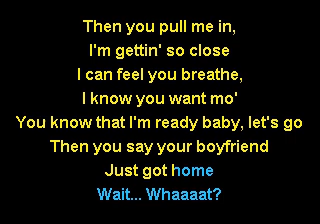 Then you pull me in,
I'm gettin' so close
I can feel you breathe,
I know you want mo'
You know that I'm ready baby, let's go
Then you say your boyfriend
Just got home
Wait... Whaaaat?